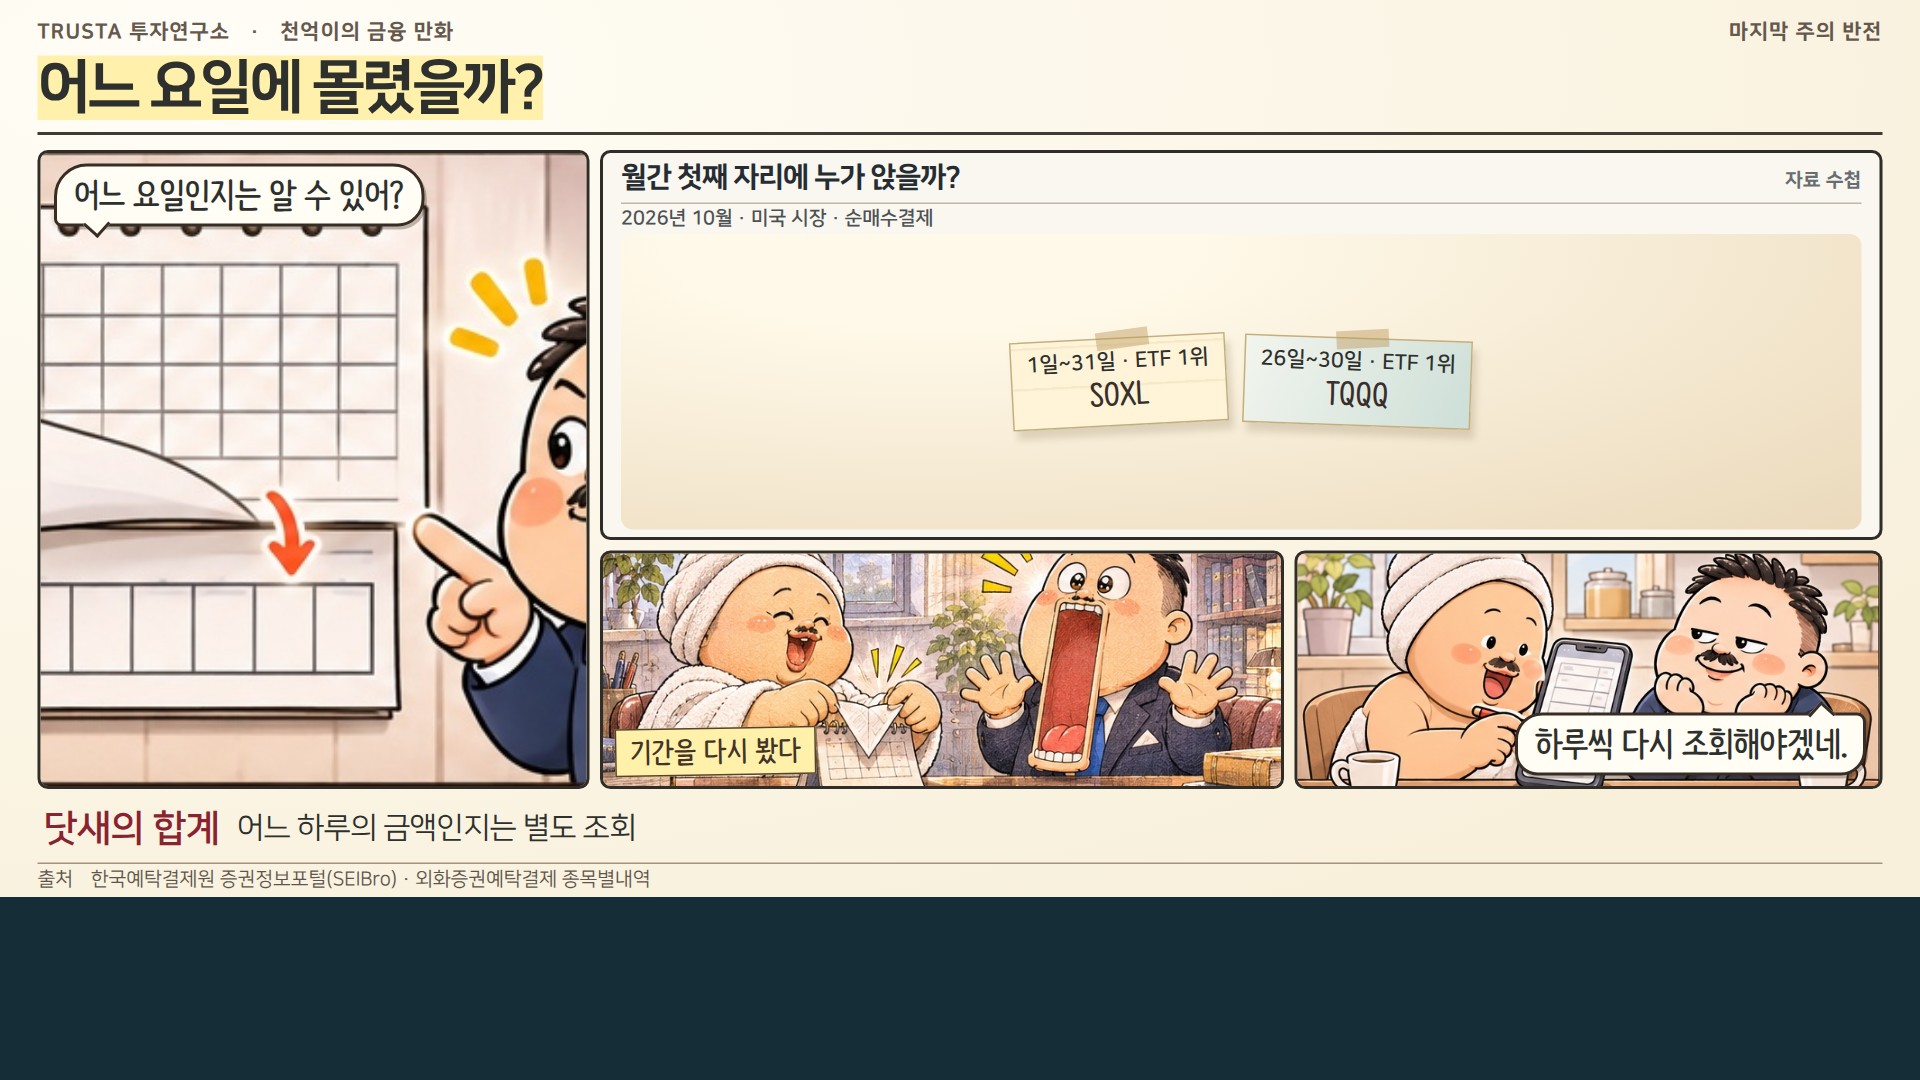 TRUSTA 투자연구소 · 천억이의 금융 만화
마지막 주의 반전
어느 요일에 몰렸을까?
어느 요일인지는 알 수 있어?
월간 첫째 자리에 누가 앉을까?
자료 수첩
2026년 10월 · 미국 시장 · 순매수결제
1일~31일 · ETF 1위
SOXL
26일~30일 · ETF 1위
TQQQ
기간을 다시 봤다
하루씩 다시 조회해야겠네.
닷새의 합계 어느 하루의 금액인지는 별도 조회
출처 한국예탁결제원 증권정보포털(SEIBro) · 외화증권예탁결제 종목별내역